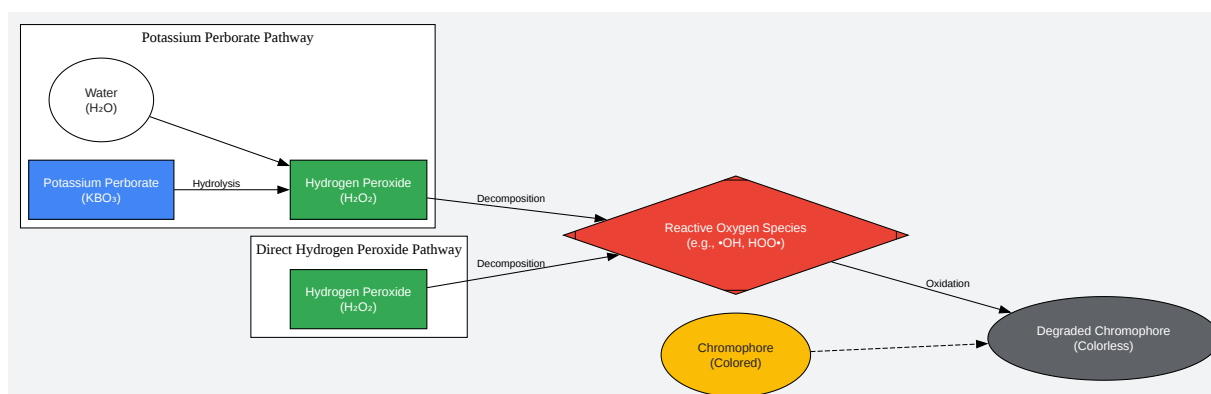 Potassium Perborate Pathway
Water
(H₂O)
Potassium Perborate
(KBO₃)
Hydrolysis
Hydrogen Peroxide
(H₂O₂)
Decomposition
Direct Hydrogen Peroxide Pathway
Hydrogen Peroxide
(H₂O₂)
Decomposition
Reactive Oxygen Species
(e.g., •OH, HOO•)
Oxidation
Chromophore
(Colored)
Degraded Chromophore
(Colorless)